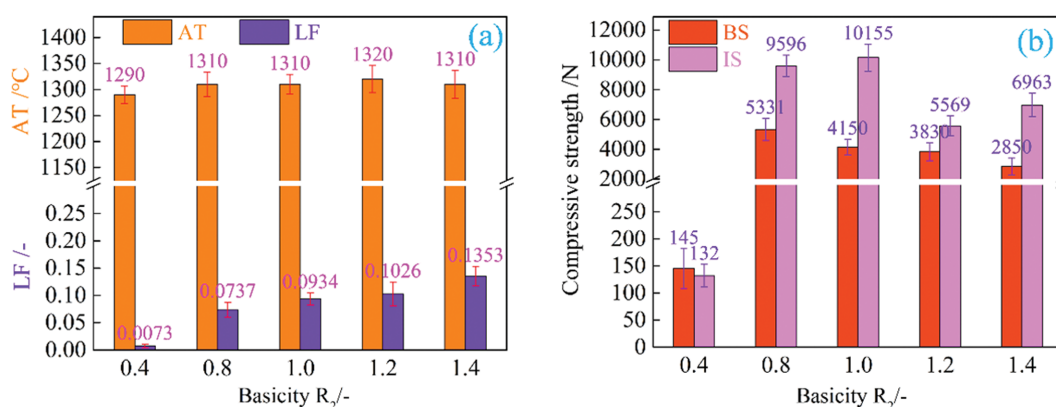 AT LF (a)
AT /°C
1400
1350
1300
1250
1200
1150
1290 1310 1310 1320 1310
LF /-
0.25
0.20
0.15
0.10
0.05
0.00
0.0073 0.0737 0.0934 0.1026 0.1353
0.4 0.8 1.0 1.2 1.4
Basicity R₂/-
BS IS (b)
Compressive strength /N
12000
10000
8000
6000
4000
2000
250
200
150
100
50
0
145 132 5331 9596 4150 10155 3830 5569 2850 6963
0.4 0.8 1.0 1.2 1.4
Basicity R₂/-